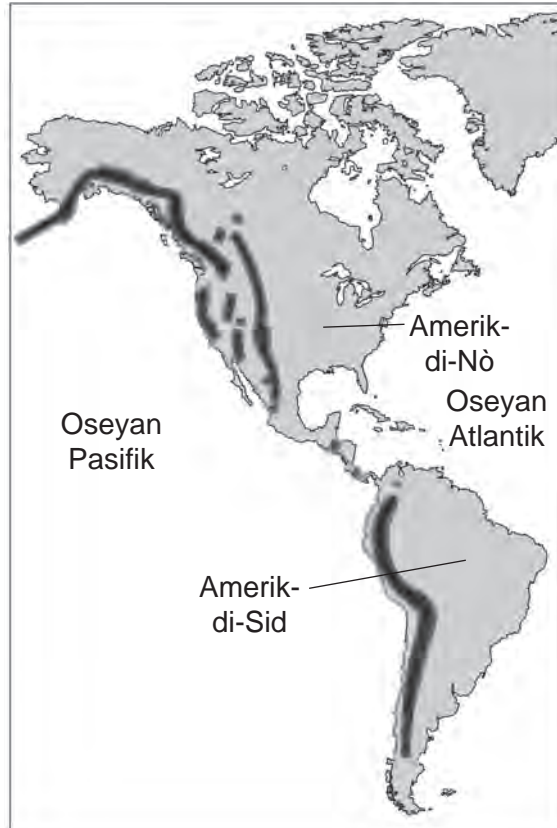 Amerik-
di-Nò
Oseyan
Atlantik
Oseyan
Pasifik
Amerik-
di-Sid